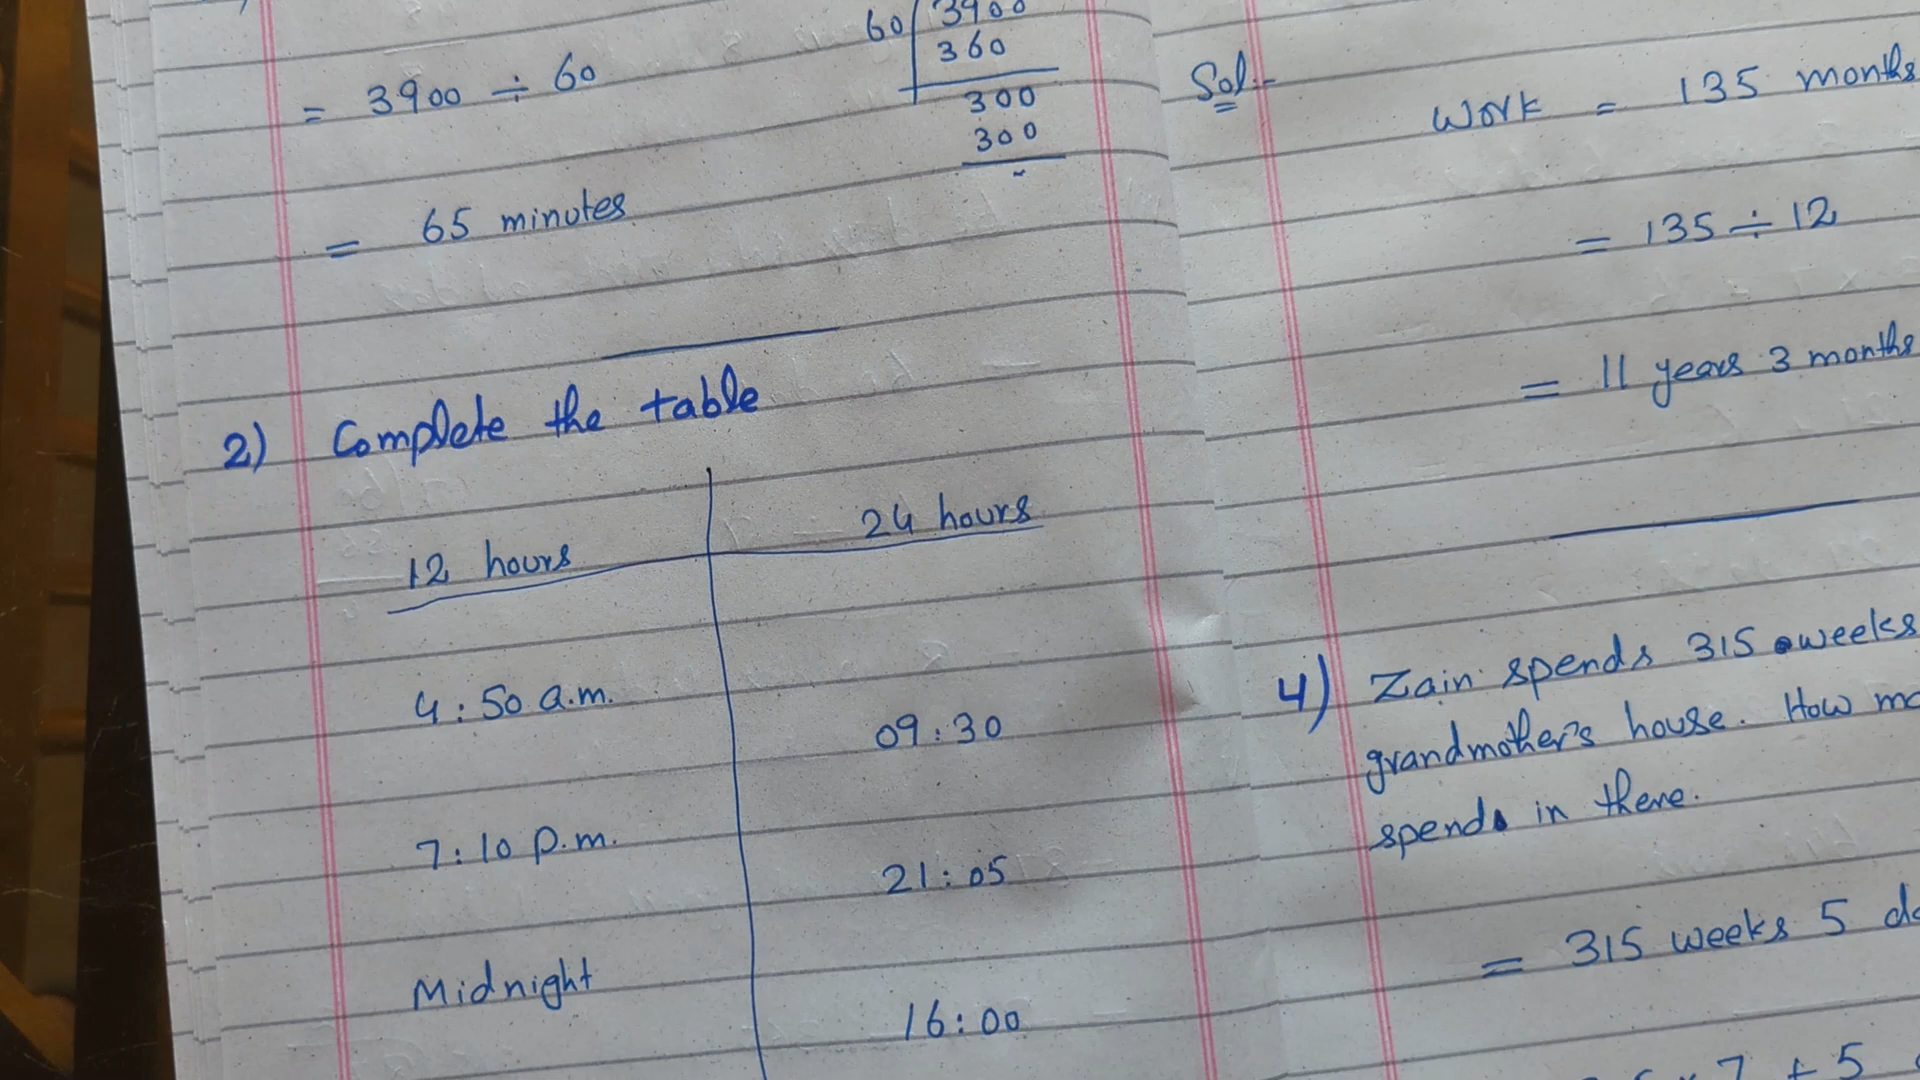 60 3900
360
300
300
-
= 3900 ÷ 60
= 65 minutes
2) Complete the table
12 hours 24 hours
4:50 a.m.
09:30
7:10 p.m.
21:05
Midnight
16:00
Sol:-
Work = 135 months
= 135 ÷ 12
= 11 years 3 months
4) Zain spends 315 weeks
grandmother's house. How
spends in there.
= 315 weeks 5
7 + 5